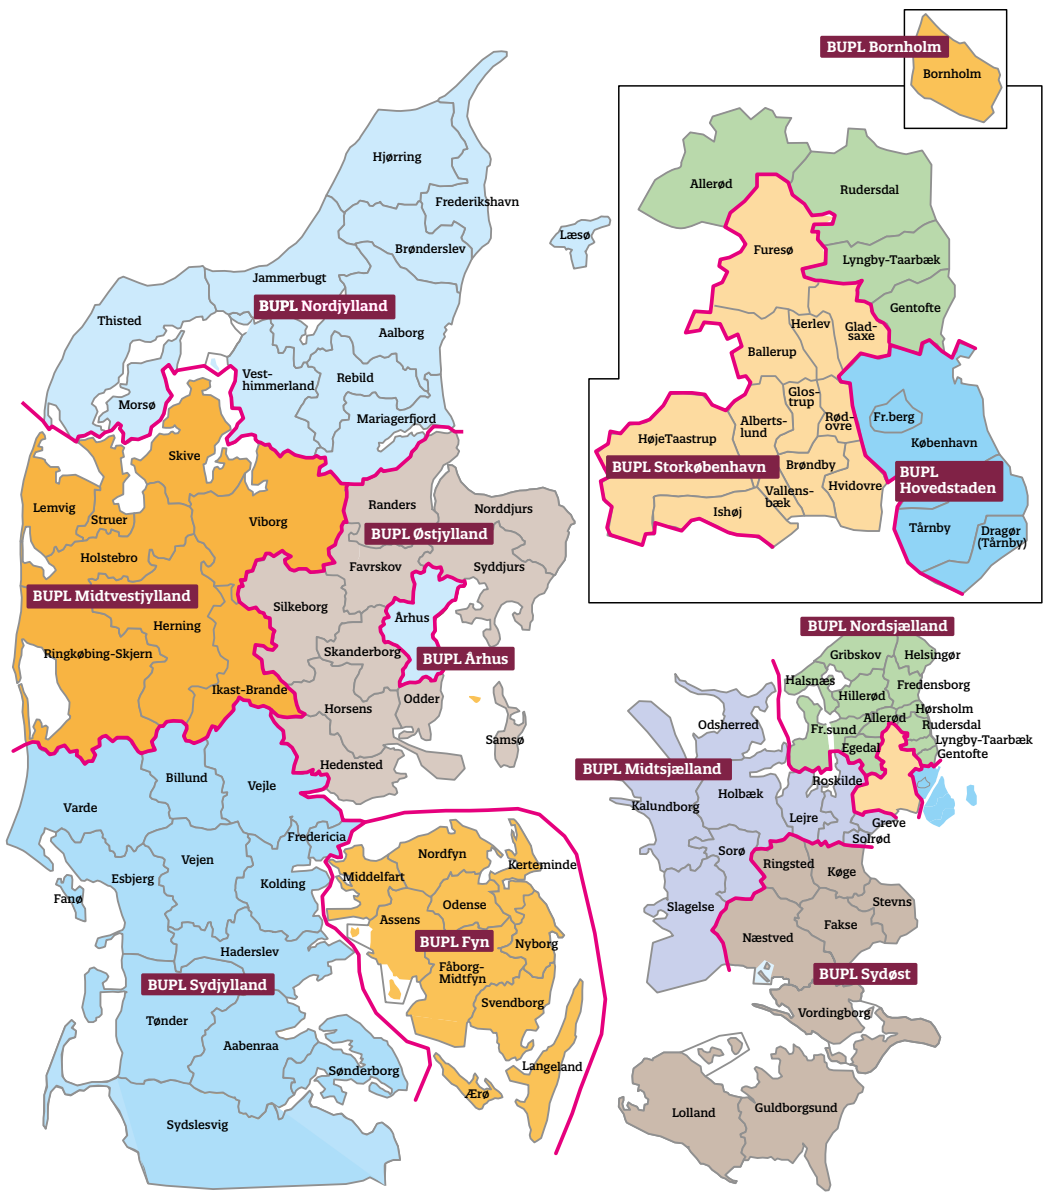 BUPL Bornholm
Bornholm
Hjørring
Frederikshavn
Læsø
Brønderslev
Jammerbugt
BUPL Nordjylland
Thisted
Aalborg
Vest-
himmerland
Rebild
Morsø
Mariagerfjord
Allerød
Rudersdal
Furesø
Lyngby-Taarbæk
Gentofte
Herlev
Glad-
saxe
Ballerup
Glos-
trup
Alberts-
lund
Rød-
ovre
Fr.berg
København
HøjeTaastrup
BUPL Storkøbenhavn
Brøndby
BUPL
Hovedstaden
Hvidovre
Vallens-
bæk
Ishøj
Tårnby
Dragør
(Tårnby)
Skive
Lemvig
Struer
Viborg
Holstebro
BUPL Midtvestjylland
Herning
Ringkøbing-Skjern
Ikast-Brande
Randers
Norddjurs
BUPL Østjylland
Favrskov
Syddjurs
Silkeborg
Århus
Skanderborg
BUPL Århus
Odder
Horsens
Samsø
Hedensted
Billund
Vejle
Varde
Fredericia
Vejen
Esbjerg
Kolding
Fanø
Haderslev
BUPL Sydjylland
Tønder
Aabenraa
Sønderborg
Sydslesvig
Nordfyn
Kerteminde
Middelfart
Odense
Assens
BUPL Fyn
Nyborg
Fåborg-
Midtfyn
Svendborg
Langeland
Ærø
BUPL Nordsjælland
Gribskov
Helsingør
Halsnæs
Fredensborg
Hillerød
Hørsholm
Allerød
Rudersdal
Fr.sund
Lyngby-Taarbæk
Egedal
Gentofte
Odsherred
BUPL Midtsjælland
Roskilde
Holbæk
Kalundborg
Lejre
Greve
Solrød
Sorø
Ringsted
Køge
Slagelse
Stevns
Fakse
Næstved
BUPL Sydøst
Vordingborg
Lolland
Guldborgsund